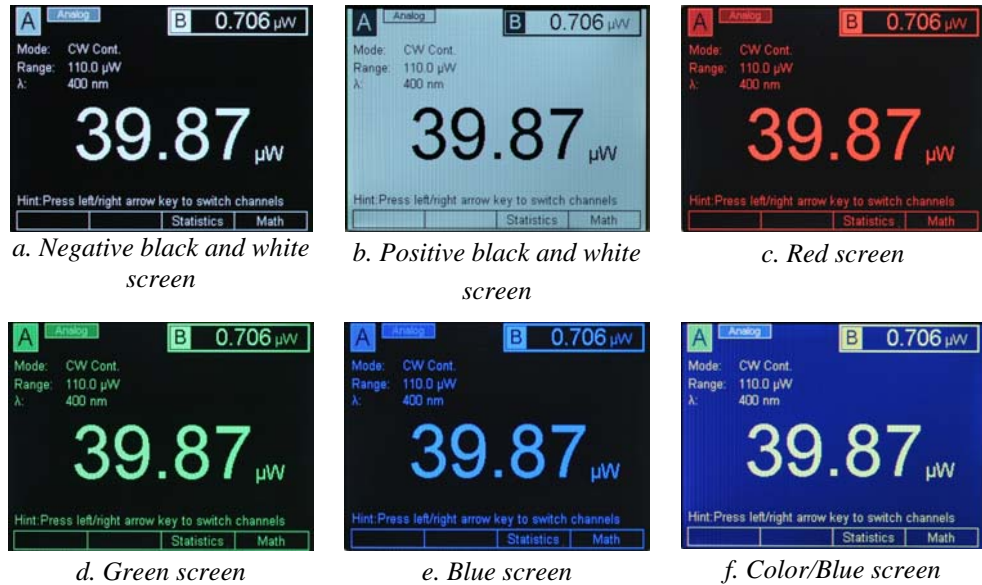 A Analog B 0.706 µW
Mode: CW Cont.
Range: 110.0 µW
λ: 400 nm
39.87 µW
Hint:Press left/right arrow key to switch channels
Statistics Math
a. Negative black and white
screen
A Analog B 0.706 µW
Mode: CW Cont.
Range: 110.0 µW
λ: 400 nm
39.87 µW
Hint:Press left/right arrow key to switch channels
Statistics Math
b. Positive black and white
screen
A Analog B 0.706 µW
Mode: CW Cont.
Range: 110.0 µW
λ: 400 nm
39.87 µW
Hint:Press left/right arrow key to switch channels
Statistics Math
c. Red screen
A Analog B 0.706 µW
Mode: CW Cont.
Range: 110.0 µW
λ: 400 nm
39.87 µW
Hint:Press left/right arrow key to switch channels
Statistics Math
d. Green screen
A Analog B 0.706 µW
Mode: CW Cont.
Range: 110.0 µW
λ: 400 nm
39.87 µW
Hint:Press left/right arrow key to switch channels
Statistics Math
e. Blue screen
A Analog B 0.706 µW
Mode: CW Cont.
Range: 110.0 µW
λ: 400 nm
39.87 µW
Hint:Press left/right arrow key to switch channels
Statistics Math
f. Color/Blue screen